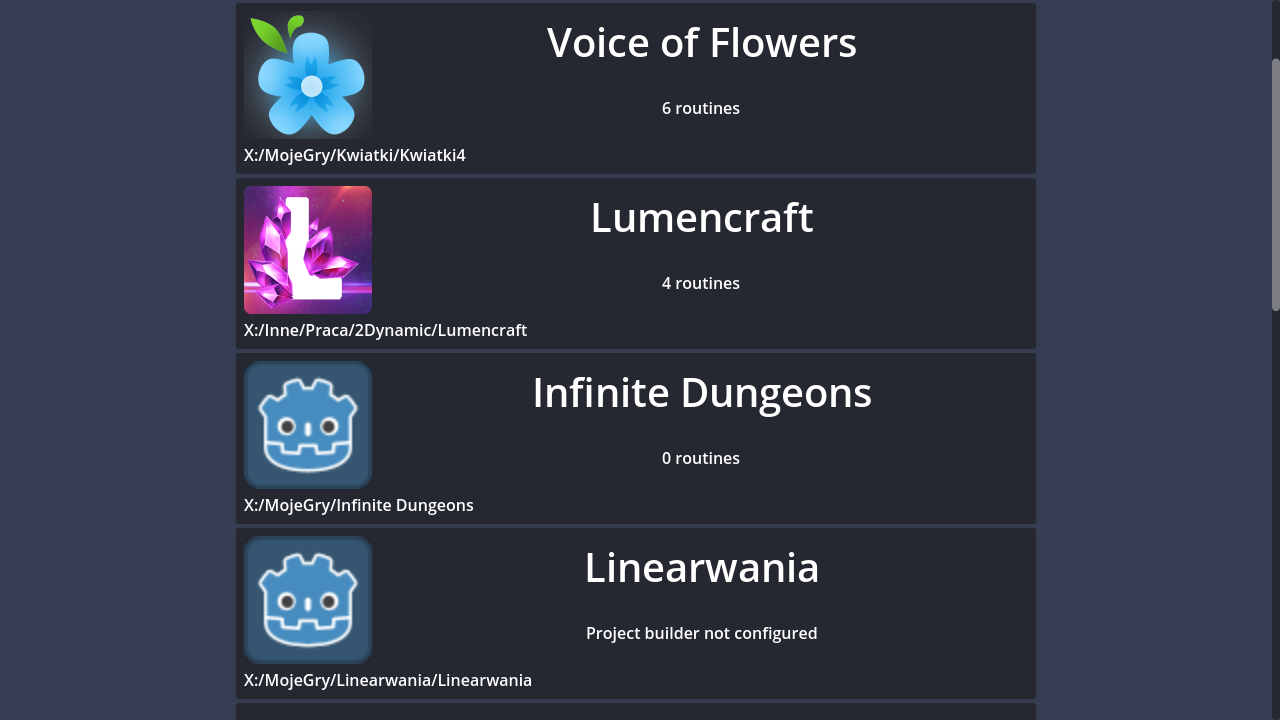 Voice of Flowers
6 routines
X:/MojeGry/Kwiatki/Kwiatki4
L
Lumencraft
4 routines
X:/Inne/Praca/2Dynamic/Lumencraft
Infinite Dungeons
0 routines
X:/MojeGry/Infinite Dungeons
Linearwania
Project builder not configured
X:/MojeGry/Linearwania/Linearwania